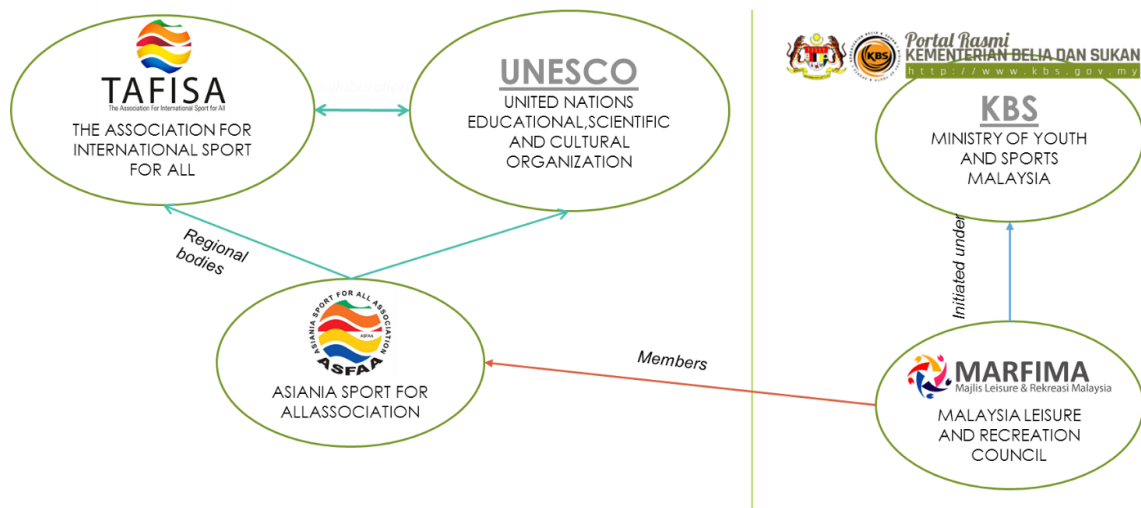 TAFISA
The Association For International Sport for All
THE ASSOCIATION FOR
INTERNATIONAL SPORT
FOR ALL
UNESCO
UNITED NATIONS
EDUCATIONAL,SCIENTIFIC
AND CULTURAL
ORGANIZATION
Portal Rasmi
KEMENTERIAN BELIA DAN SUKAN
http://www.kbs.gov.my
KBS
KBS
MINISTRY OF YOUTH
AND SPORTS
MALAYSIA
Regional
bodies
Initiated under
ASIANIA SPORT FOR ALL ASSOCIATION
ASFAA
ASFAA
ASIANIA SPORT FOR
ALLASSOCIATION
Members
MARFIMA
Majlis Leisure & Rekreasi Malaysia
MALAYSIA LEISURE
AND RECREATION
COUNCIL